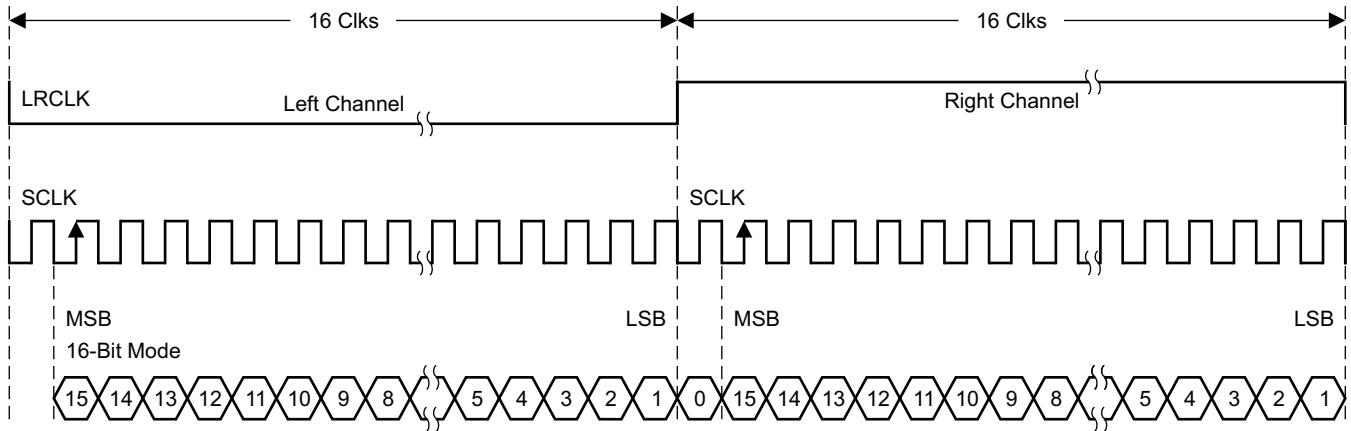 16 Clks 16 Clks
LRCLK Left Channel Right Channel
SCLK SCLK
MSB LSB MSB LSB
16-Bit Mode
15 14 13 12 11 10 9 8 5 4 3 2 1 0 15 14 13 12 11 10 9 8 5 4 3 2 1